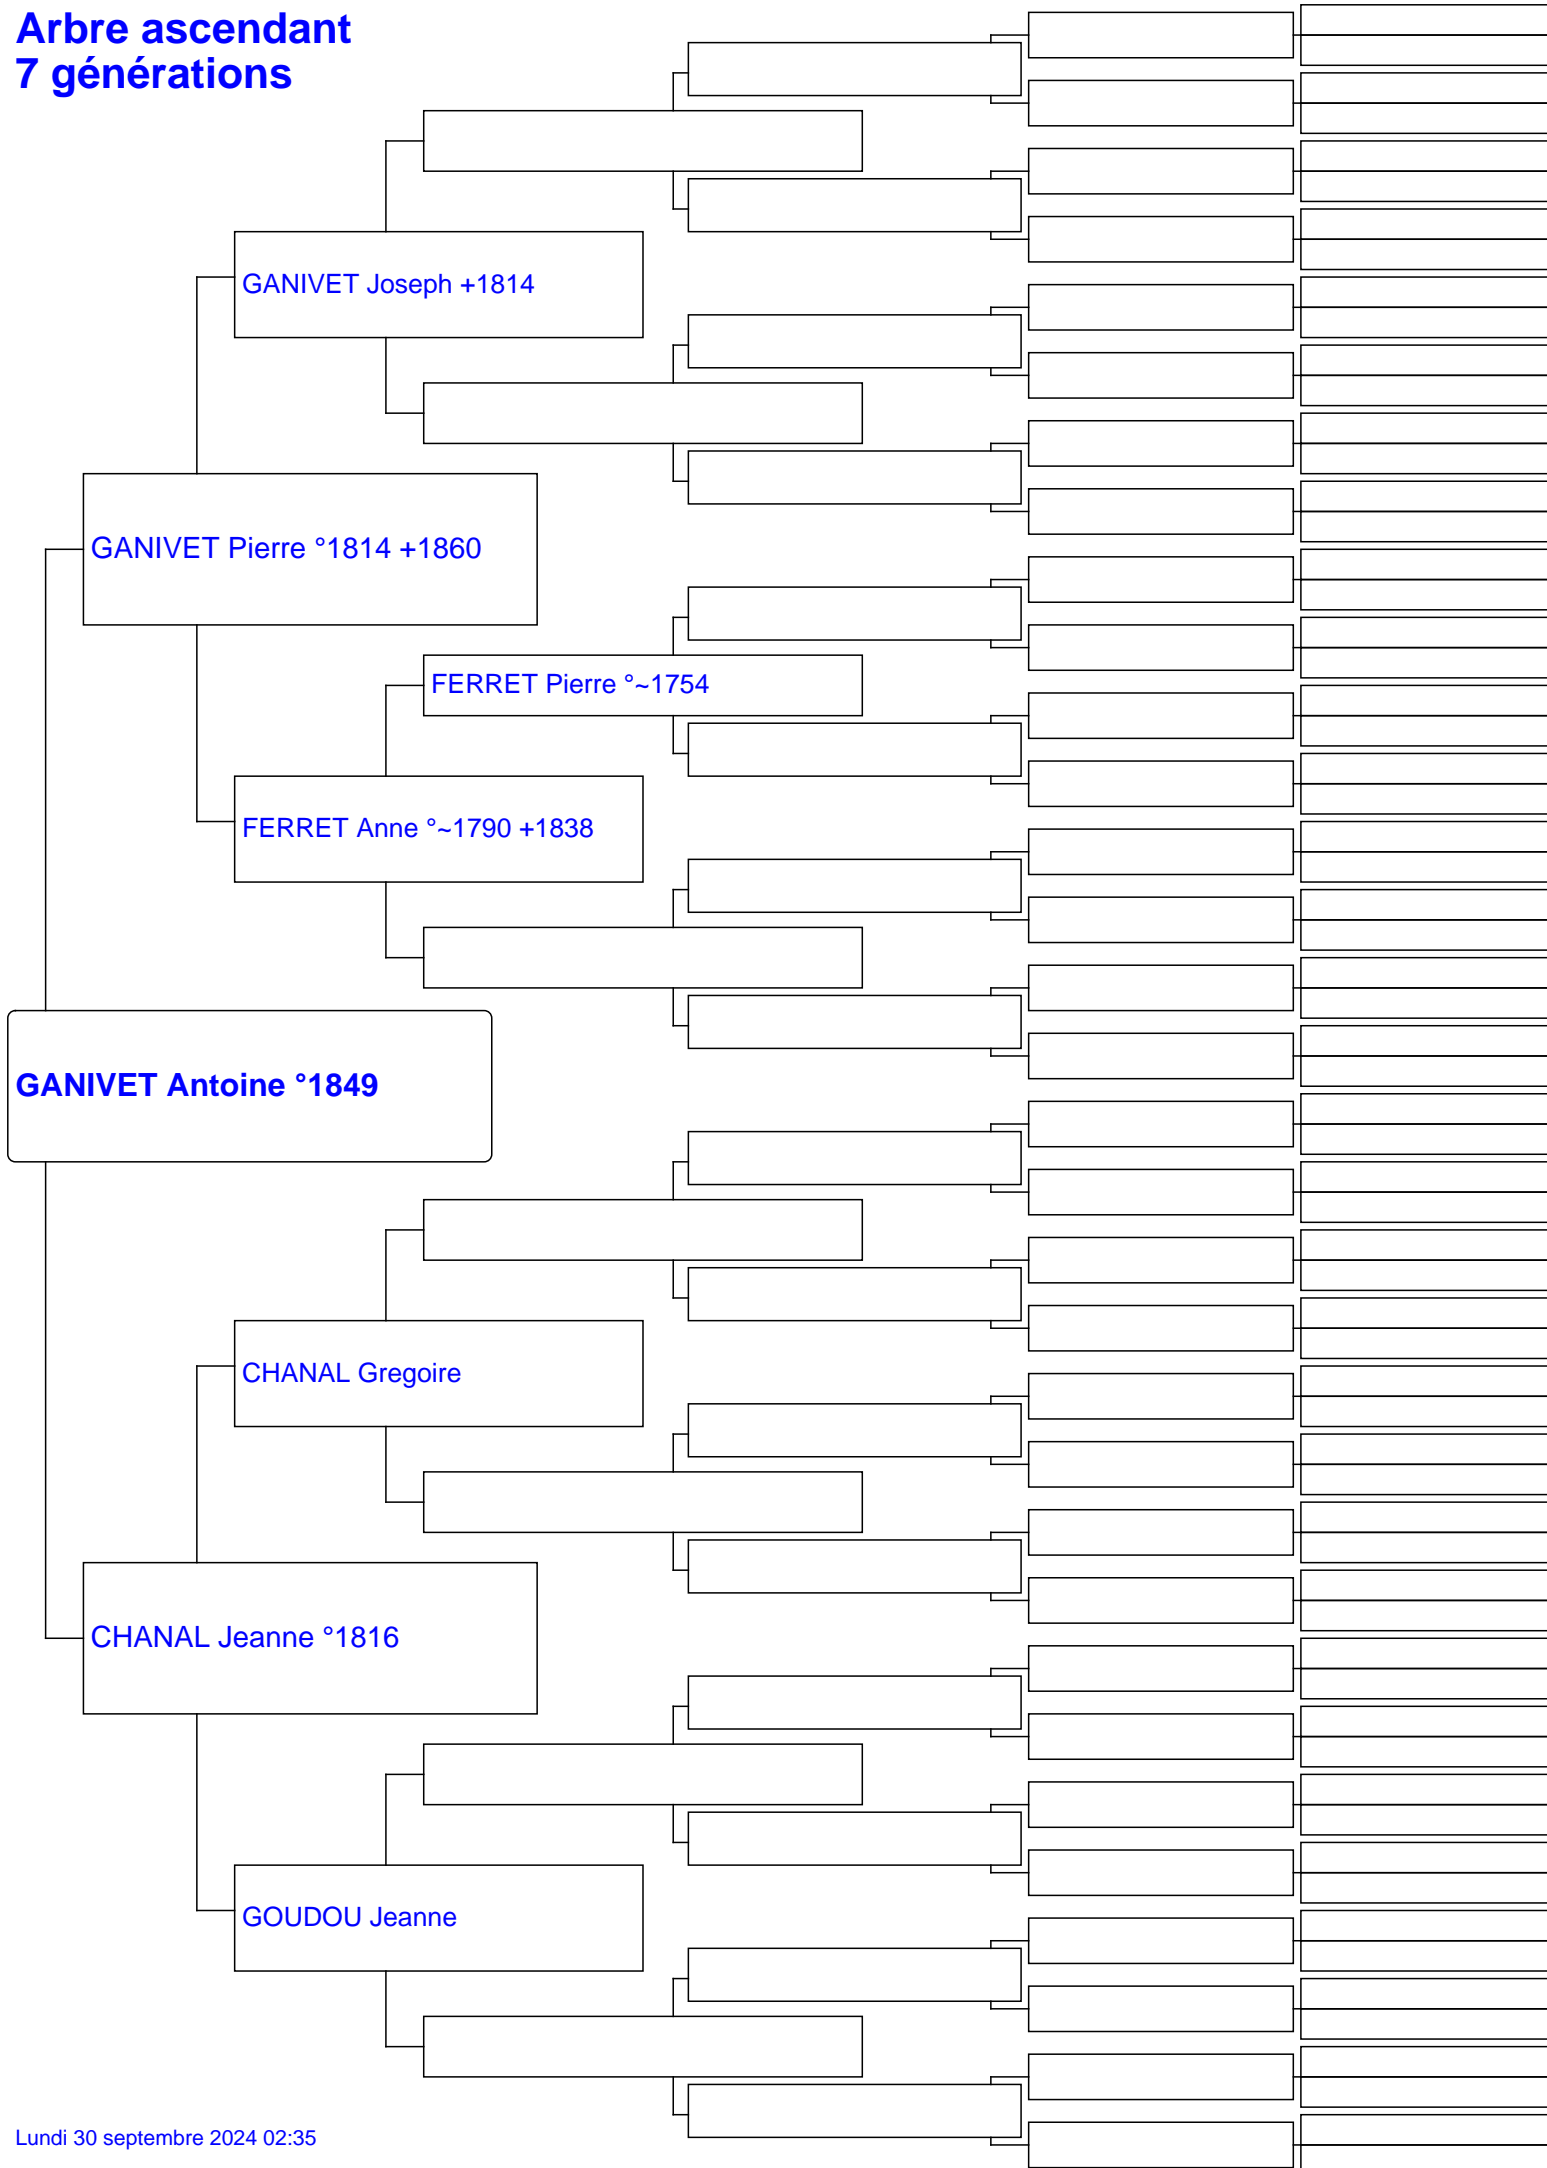 Arbre ascendant
7 générations
GANIVET Joseph +1814
GANIVET Pierre °1814 +1860
FERRET Pierre °~1754
FERRET Anne °~1790 +1838
GANIVET Antoine °1849
CHANAL Gregoire
CHANAL Jeanne °1816
GOUDOU Jeanne
Lundi 30 septembre 2024 02:35